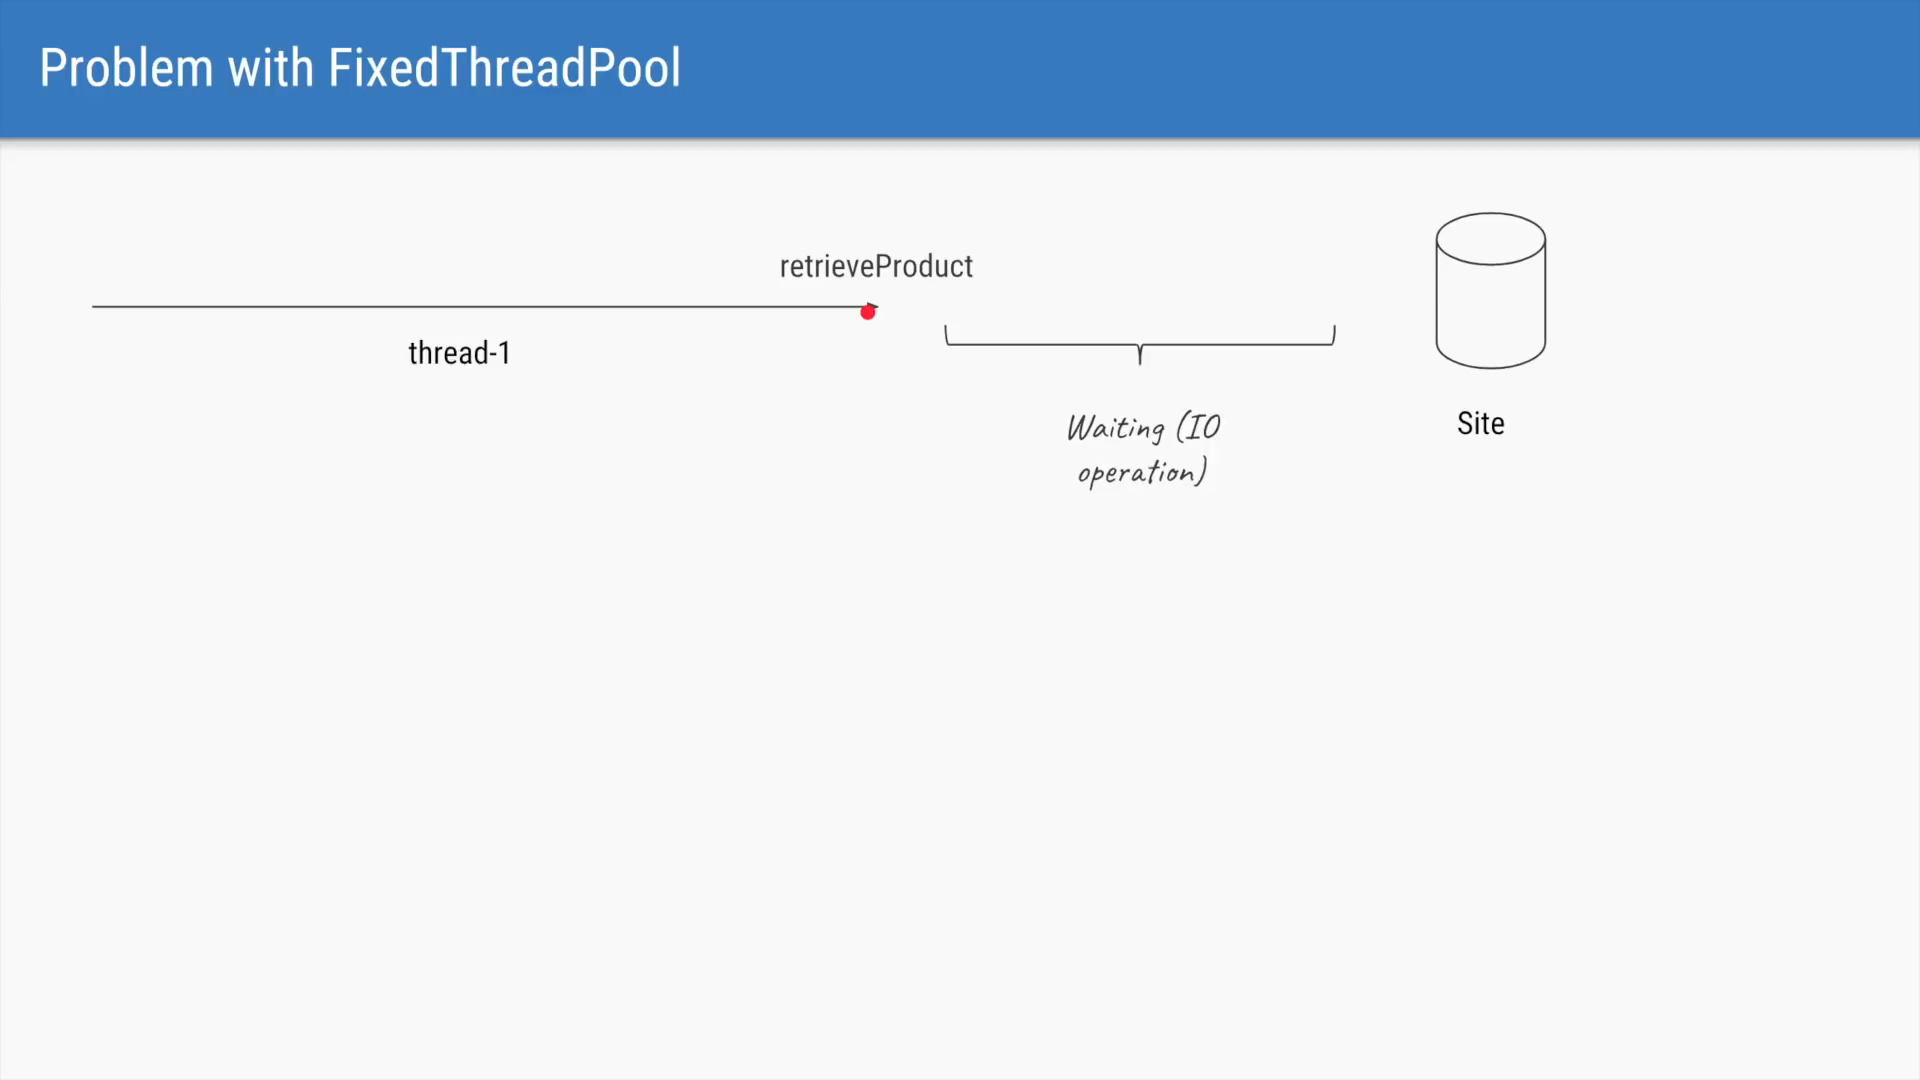 Problem with FixedThreadPool
retrieveProduct
thread-1
Waiting (IO
operation)
Site